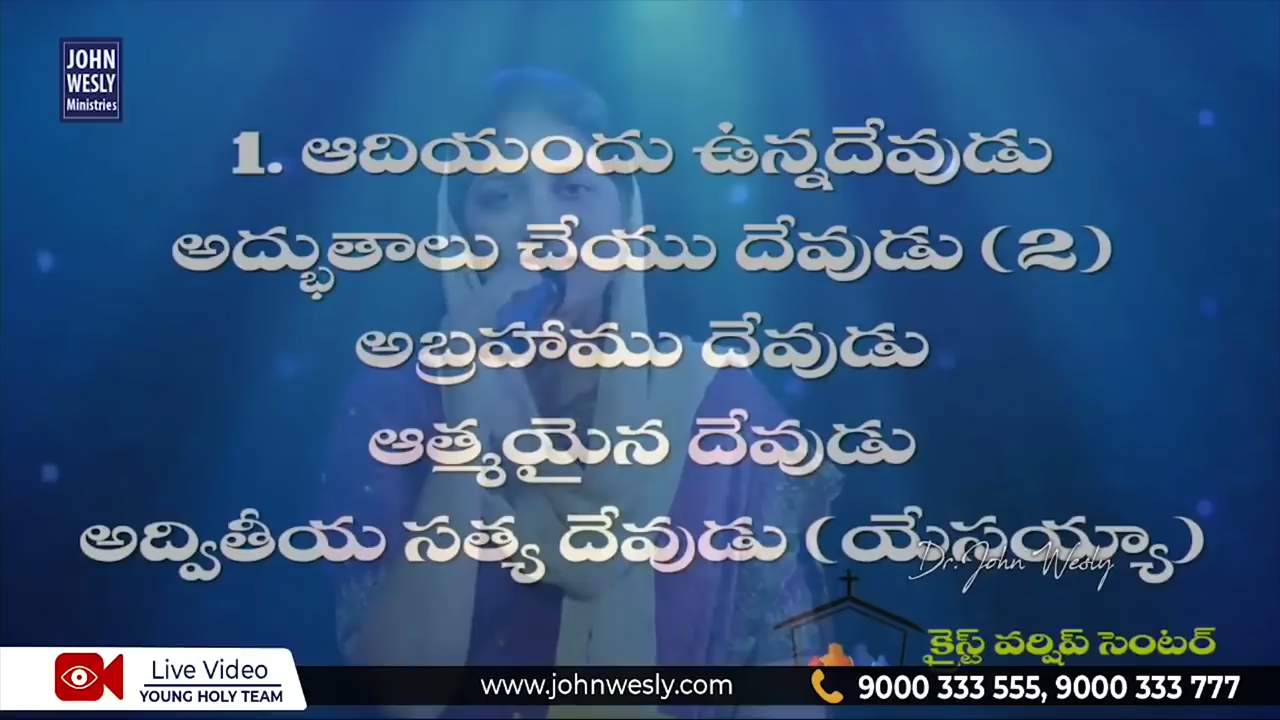 JOHN
WESLY
Ministries
1. ఆదియందు ఉన్నదేవుడు
అద్భుతాలు చేయు దేవుడు (2)
అబ్రహాము దేవుడు
ఆత్మయైన దేవుడు
అద్వితీయ సత్య దేవుడు (యేసయ్యా)
Dr. John Wesly
క్రైస్ట్ వర్షిప్ సెంటర్
Live Video
YOUNG HOLY TEAM
www.johnwesly.com
9000 333 555, 9000 333 777